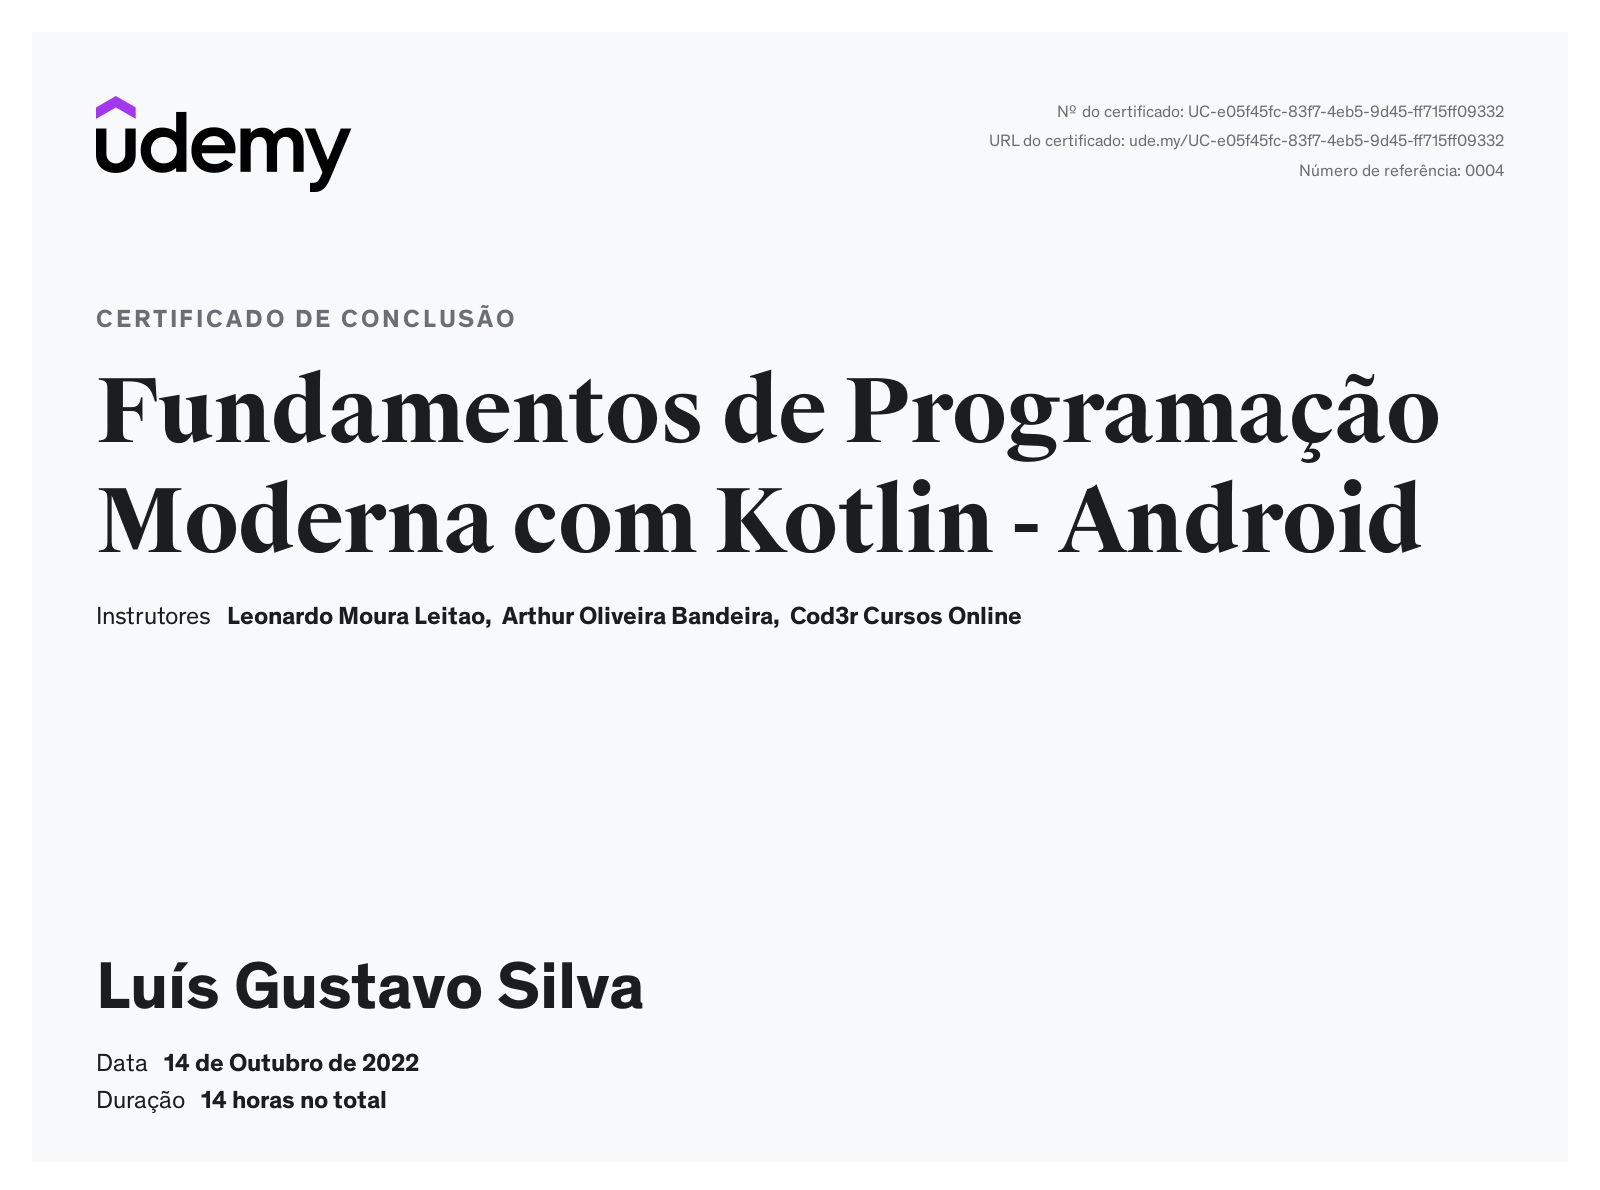 udemy
Nº do certificado: UC-e05f45fc-83f7-4eb5-9d45-ff715ff09332
URL do certificado: ude.my/UC-e05f45fc-83f7-4eb5-9d45-ff715ff09332
Número de referência: 0004
CERTIFICADO DE CONCLUSÃO
Fundamentos de Programação
Moderna com Kotlin - Android
Instrutores Leonardo Moura Leitao, Arthur Oliveira Bandeira, Cod3r Cursos Online
Luís Gustavo Silva
Data 14 de Outubro de 2022
Duração 14 horas no total